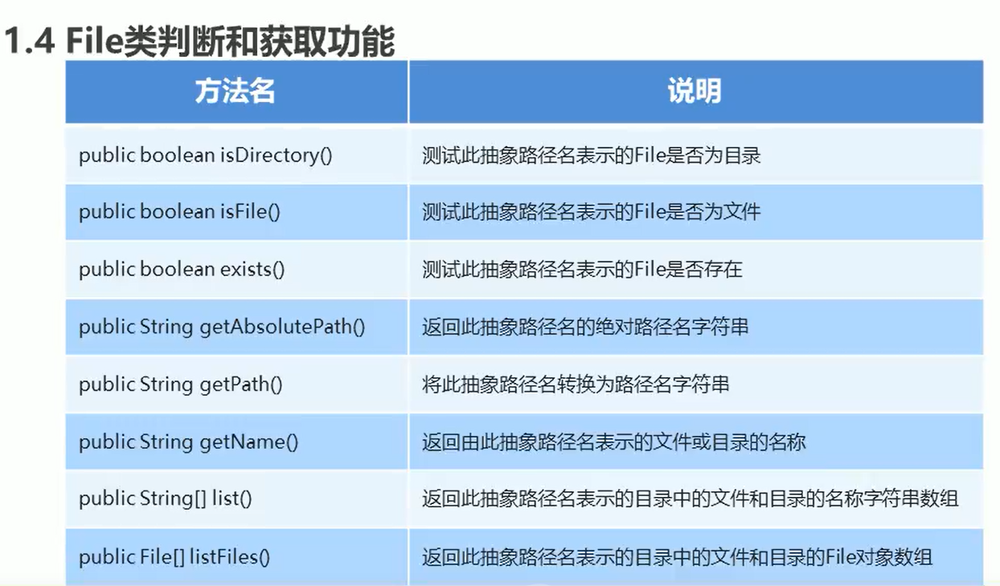 1.4 File类判断和获取功能
方法名 说明
public boolean isDirectory() 测试此抽象路径名表示的File是否为目录
public boolean isFile() 测试此抽象路径名表示的File是否为文件
public boolean exists() 测试此抽象路径名表示的File是否存在
public String getAbsolutePath() 返回此抽象路径名的绝对路径名字符串
public String getPath() 将此抽象路径名转换为路径名字符串
public String getName() 返回由此抽象路径名表示的文件或目录的名称
public String[] list() 返回此抽象路径名表示的目录中的文件和目录的名称字符串数组
public File[] listFiles() 返回此抽象路径名表示的目录中的文件和目录的File对象数组